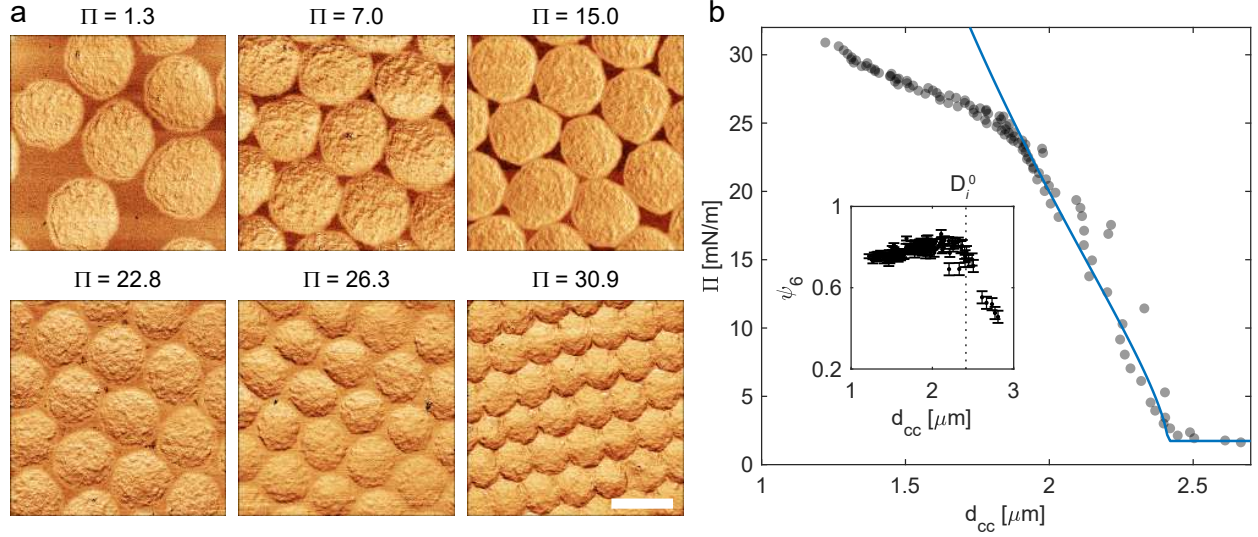 a
Π = 1.3
Π = 7.0
Π = 15.0
Π = 22.8
Π = 26.3
Π = 30.9
b
30
25
20
15
10
5
0
Π [mN/m]
1
1.5
2
2.5
d_cc [μm]
D_i^0
1
0.6
0.2
ψ_6
1
2
3
d_cc [μm]